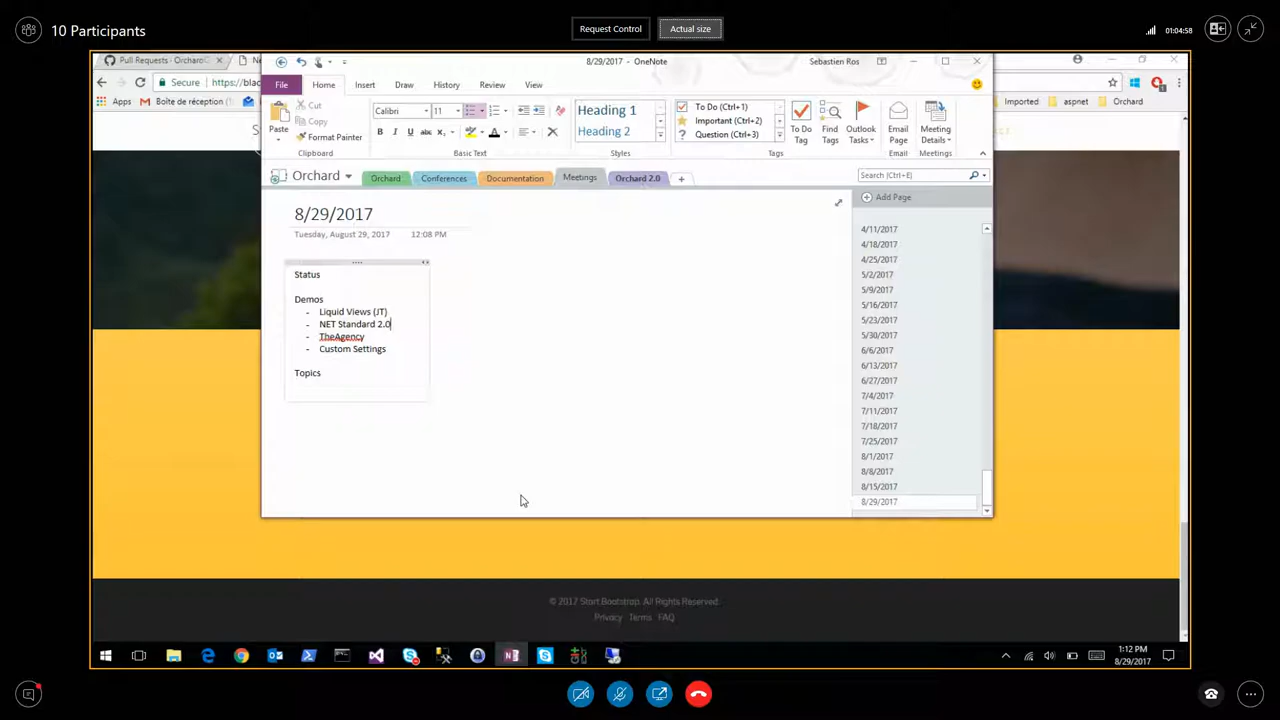 10 Participants
Request Control
Actual size
01:04:58
Pull Requests · Orchard
Secure
https://blac
Apps
Boîte de réception
Imported
aspnet
Orchard
8/29/2017 - OneNote
Sebastien Ros
File
Home
Insert
Draw
History
Review
View
Paste
Cut
Copy
Format Painter
Clipboard
Calibri
11
Basic Text
Heading 1
Heading 2
Styles
To Do (Ctrl+1)
Important (Ctrl+2)
Question (Ctrl+3)
To Do
Tag
Find
Tags
Outlook
Tasks
Tags
Email
Page
Email
Meeting
Details
Meetings
Orchard
Orchard
Conferences
Documentation
Meetings
Orchard 2.0
Search (Ctrl+E)
8/29/2017
Tuesday, August 29, 2017 12:08 PM
Status
Demos
- Liquid Views (JT)
- NET Standard 2.0
- TheAgency
- Custom Settings
Topics
Add Page
4/11/2017
4/18/2017
4/25/2017
5/2/2017
5/9/2017
5/16/2017
5/23/2017
5/30/2017
6/6/2017
6/13/2017
6/27/2017
7/4/2017
7/11/2017
7/18/2017
7/25/2017
8/1/2017
8/8/2017
8/15/2017
8/29/2017
© 2017 Start Bootstrap. All Rights Reserved.
Privacy Terms FAQ
1:12 PM
8/29/2017